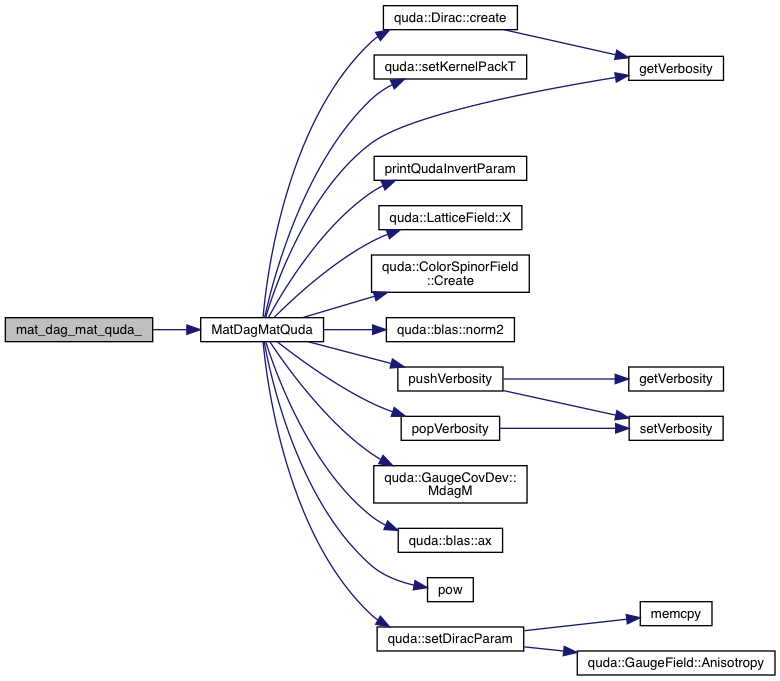 quda::Dirac::create
getVerbosity
quda::setKernelPackT
printQudaInvertParam
quda::LatticeField::X
quda::ColorSpinorField
::Create
mat_dag_mat_quda_
MatDagMatQuda
quda::blas::norm2
pushVerbosity
getVerbosity
popVerbosity
setVerbosity
quda::GaugeCovDev::
MdagM
quda::blas::ax
pow
quda::setDiracParam
memcpy
quda::GaugeField::Anisotropy